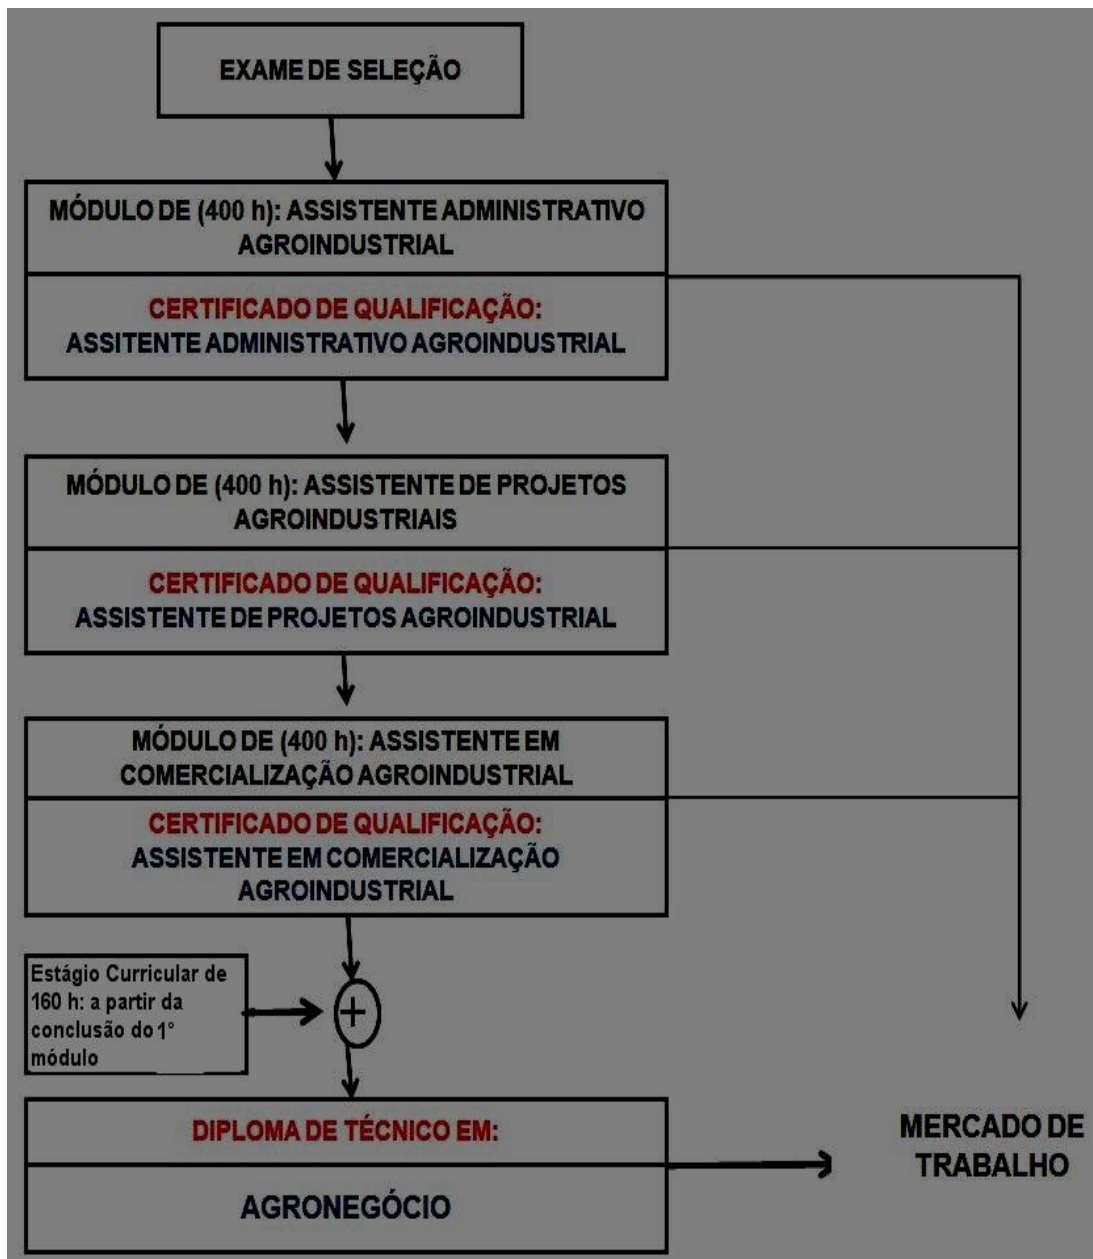 EXAME DE SELEÇÃO
MÓDULO DE (400 h): ASSISTENTE ADMINISTRATIVO
AGROINDUSTRIAL
CERTIFICADO DE QUALIFICAÇÃO:
ASSITENTE ADMINISTRATIVO AGROINDUSTRIAL
MÓDULO DE (400 h): ASSISTENTE DE PROJETOS
AGROINDUSTRIAIS
CERTIFICADO DE QUALIFICAÇÃO:
ASSISTENTE DE PROJETOS AGROINDUSTRIAL
MÓDULO DE (400 h): ASSISTENTE EM
COMERCIALIZAÇÃO AGROINDUSTRIAL
CERTIFICADO DE QUALIFICAÇÃO:
ASSISTENTE EM COMERCIALIZAÇÃO
AGROINDUSTRIAL
Estágio Curricular de
160 h: a partir da
conclusão do 1°
módulo
+
DIPLOMA DE TÉCNICO EM:
AGRONEGÓCIO
MERCADO DE
TRABALHO